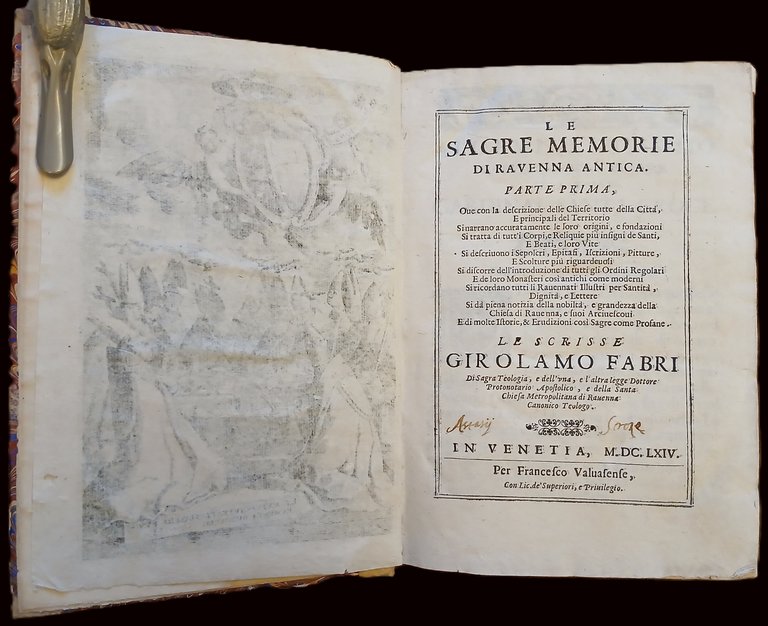 LE
SAGRE MEMORIE
DI RAVENNA ANTICA.
PARTE PRIMA,
Oue con la descrizione delle Chiese tutte della Città,
E principali del Territorio
Si narrano accuratamente le loro origini, e fondazioni
Si tratta di tutt'i Corpi, e Reliquie più insigni de Santi,
E Beati, e loro Vite
Si descriuono i Sepolcri, Epitafi, Iscrizioni, Pitture,
E Scolture più riguardeuoli
Si discorre dell'introduzione di tutti gli Ordini Regolari
E de loro Monasteri così antichi come moderni
Si ricordano tutti li Rauennati Illustri per Santità,
Dignità, e Lettere
Si dà piena notizia della nobiltà, e grandezza della
Chiesa di Rauenna, e suoi Arciuescoui
E di molte Istorie, & Erudizioni così Sagre come Profane.
LE SCRISSE
GIROLAMO FABRI
Di Sagra Teologia, e dell'vna, e l'altra legge Dottore
Protonotario Apostolico, e della Santa
Chiesa Metropolitana di Rauenna
Canonico Teologo.
IN VENETIA, M.DC.LXIV.
Per Francesco Valuasense,
Con Lic. de' Superiori, e Priuilegio.